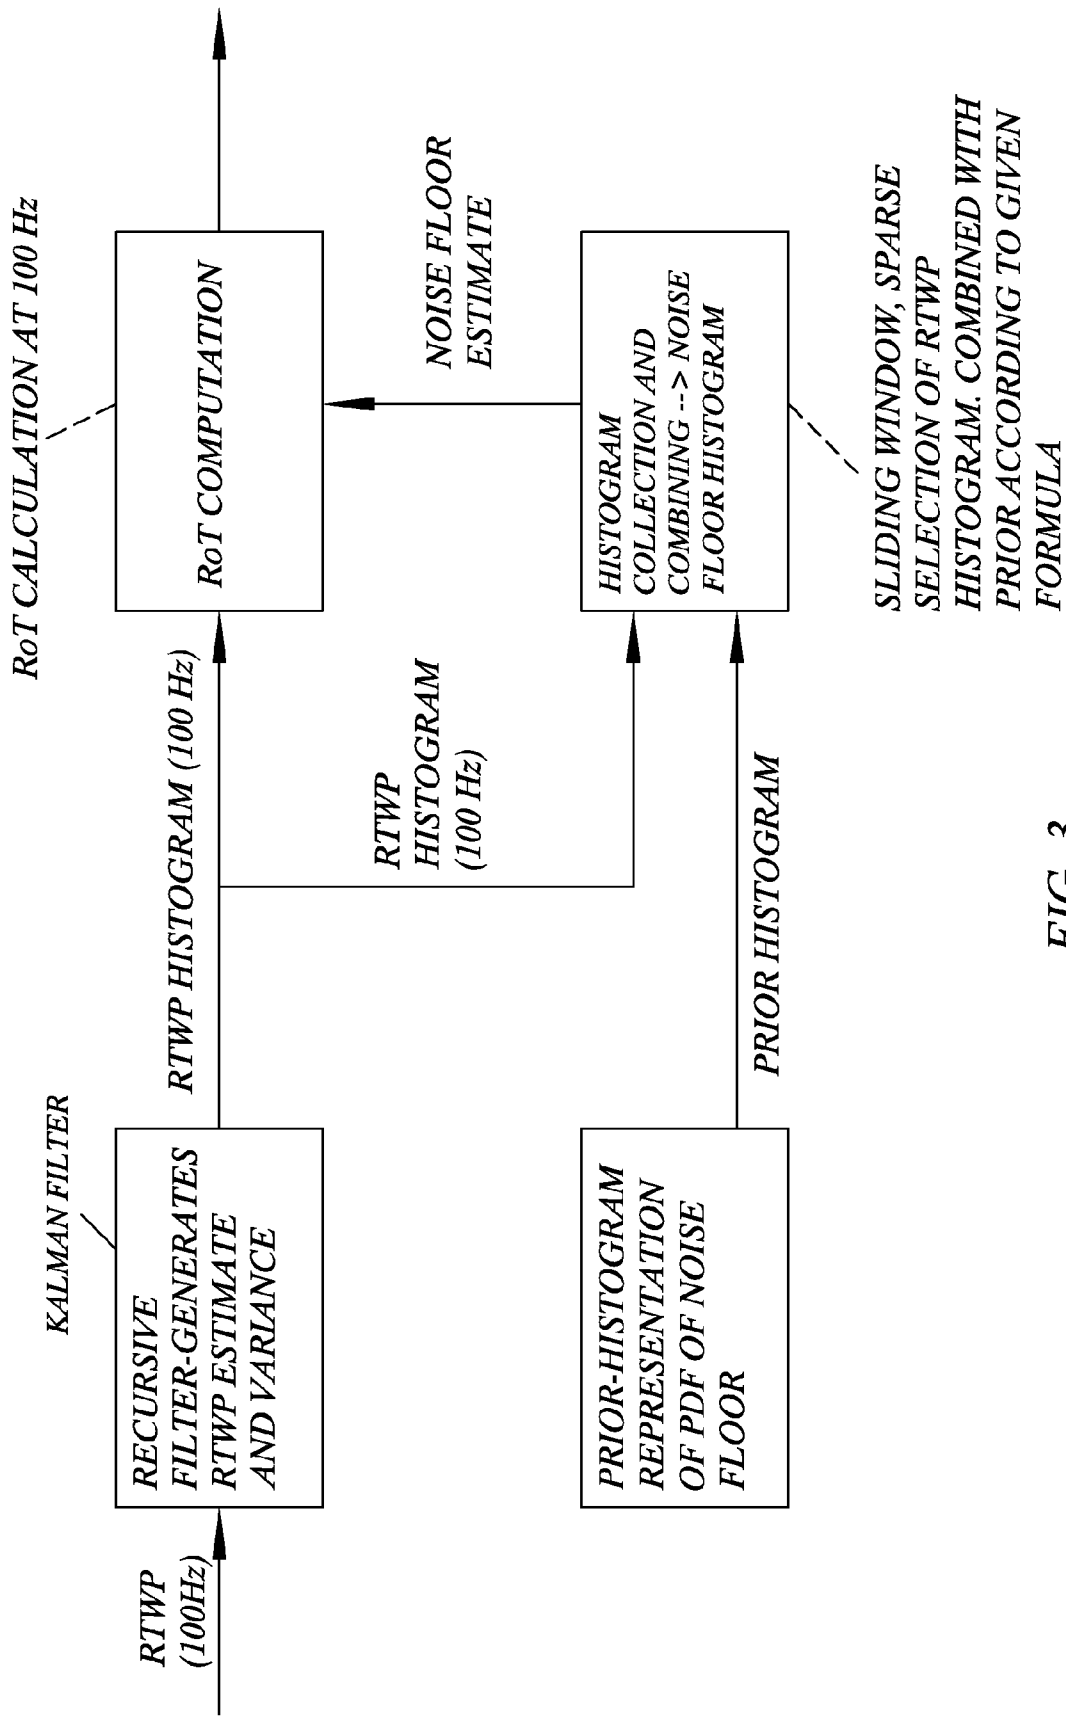 RoT CALCULATION AT 100 Hz
KALMAN FILTER
RTWP
(100Hz)
RECURSIVE
FILTER-GENERATES
RTWP ESTIMATE
AND VARIANCE
RTWP HISTOGRAM (100 Hz)
RoT COMPUTATION
RTWP
HISTOGRAM
(100 Hz)
NOISE FLOOR
ESTIMATE
PRIOR-HISTOGRAM
REPRESENTATION
OF PDF OF NOISE
FLOOR
PRIOR HISTOGRAM
HISTOGRAM
COLLECTION AND
COMBINING --> NOISE
FLOOR HISTOGRAM
SLIDING WINDOW, SPARSE
SELECTION OF RTWP
HISTOGRAM. COMBINED WITH
PRIOR ACCORDING TO GIVEN
FORMULA
FIG. 3